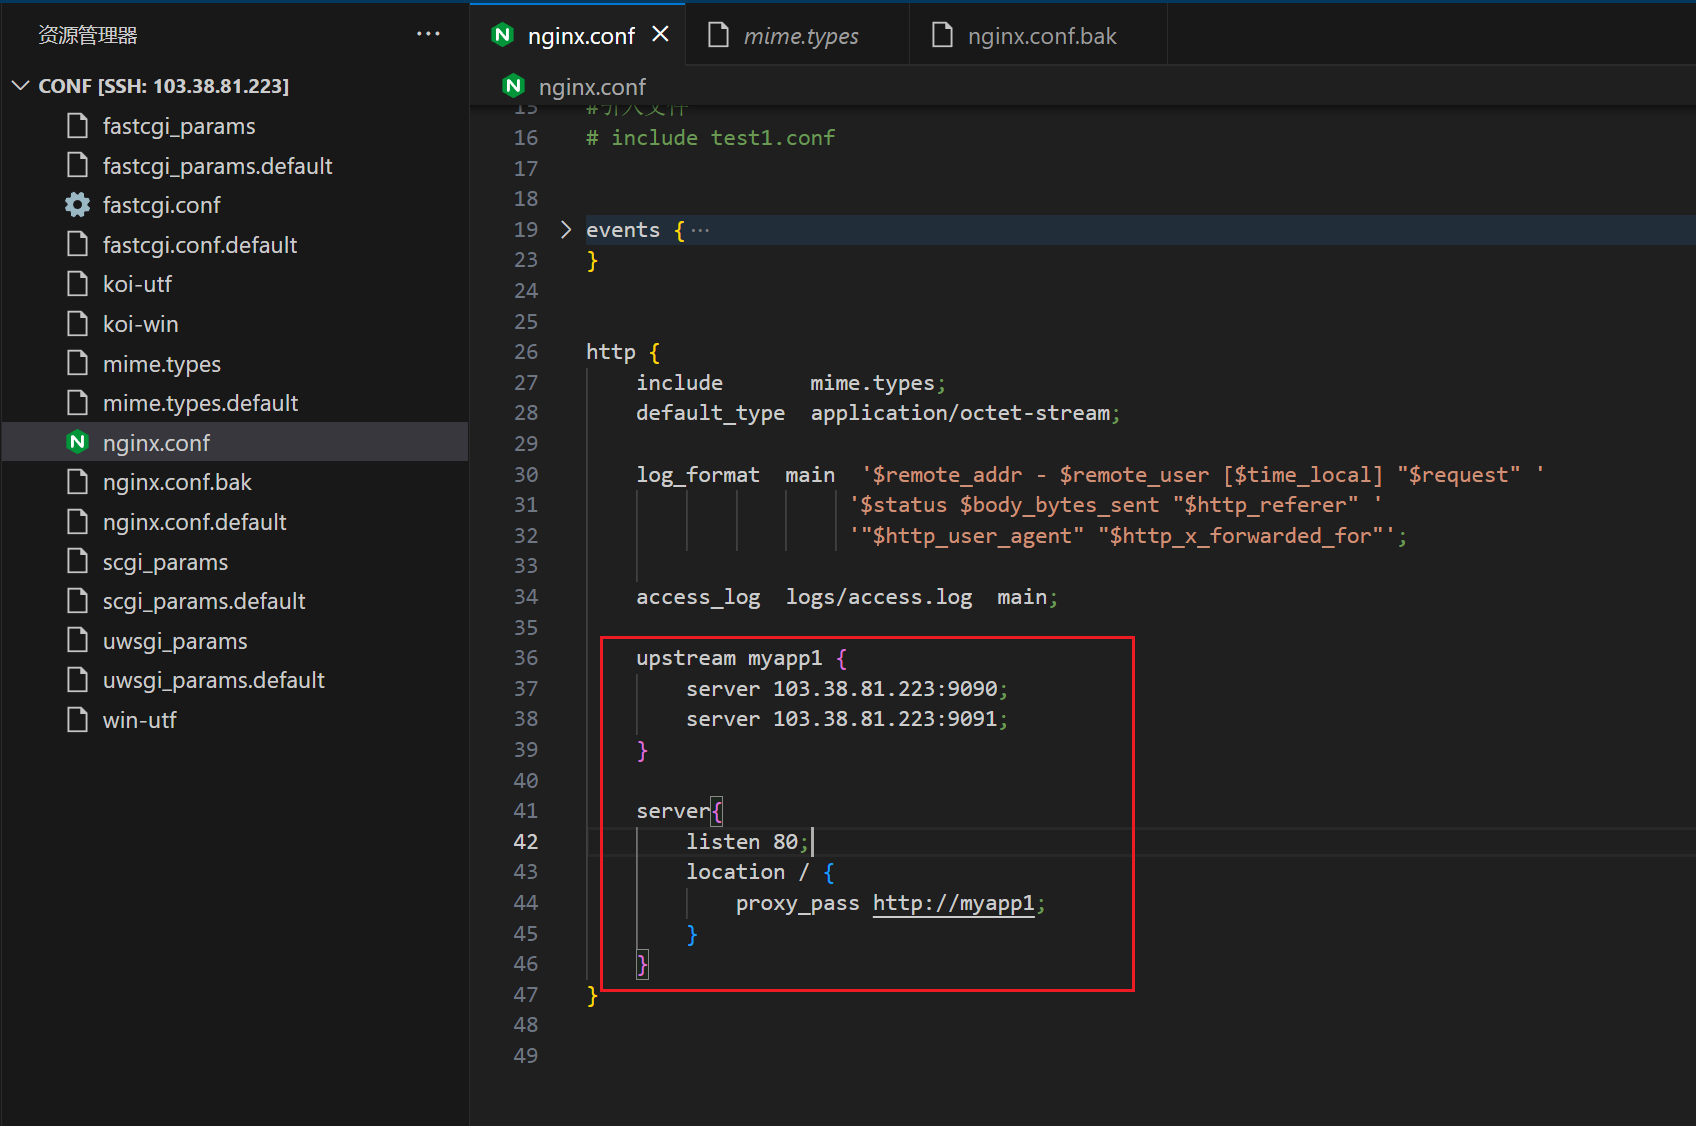 资源管理器
···
CONF [SSH: 103.38.81.223]
fastcgi_params
fastcgi_params.default
fastcgi.conf
fastcgi.conf.default
koi-utf
koi-win
mime.types
mime.types.default
nginx.conf
nginx.conf.bak
nginx.conf.default
scgi_params
scgi_params.default
uwsgi_params
uwsgi_params.default
win-utf
nginx.conf
mime.types
nginx.conf.bak
nginx.conf
15 #引入文件
16 # include test1.conf
17
18
19 events {···
23 }
24
25
26 http {
27 include mime.types;
28 default_type application/octet-stream;
29
30 log_format main '$remote_addr - $remote_user [$time_local] "$request" '
31 '$status $body_bytes_sent "$http_referer" '
32 '"$http_user_agent" "$http_x_forwarded_for"';
33
34 access_log logs/access.log main;
35
36 upstream myapp1 {
37 server 103.38.81.223:9090;
38 server 103.38.81.223:9091;
39 }
40
41 server{
42 listen 80;
43 location / {
44 proxy_pass http://myapp1;
45 }
46 }
47 }
48
49